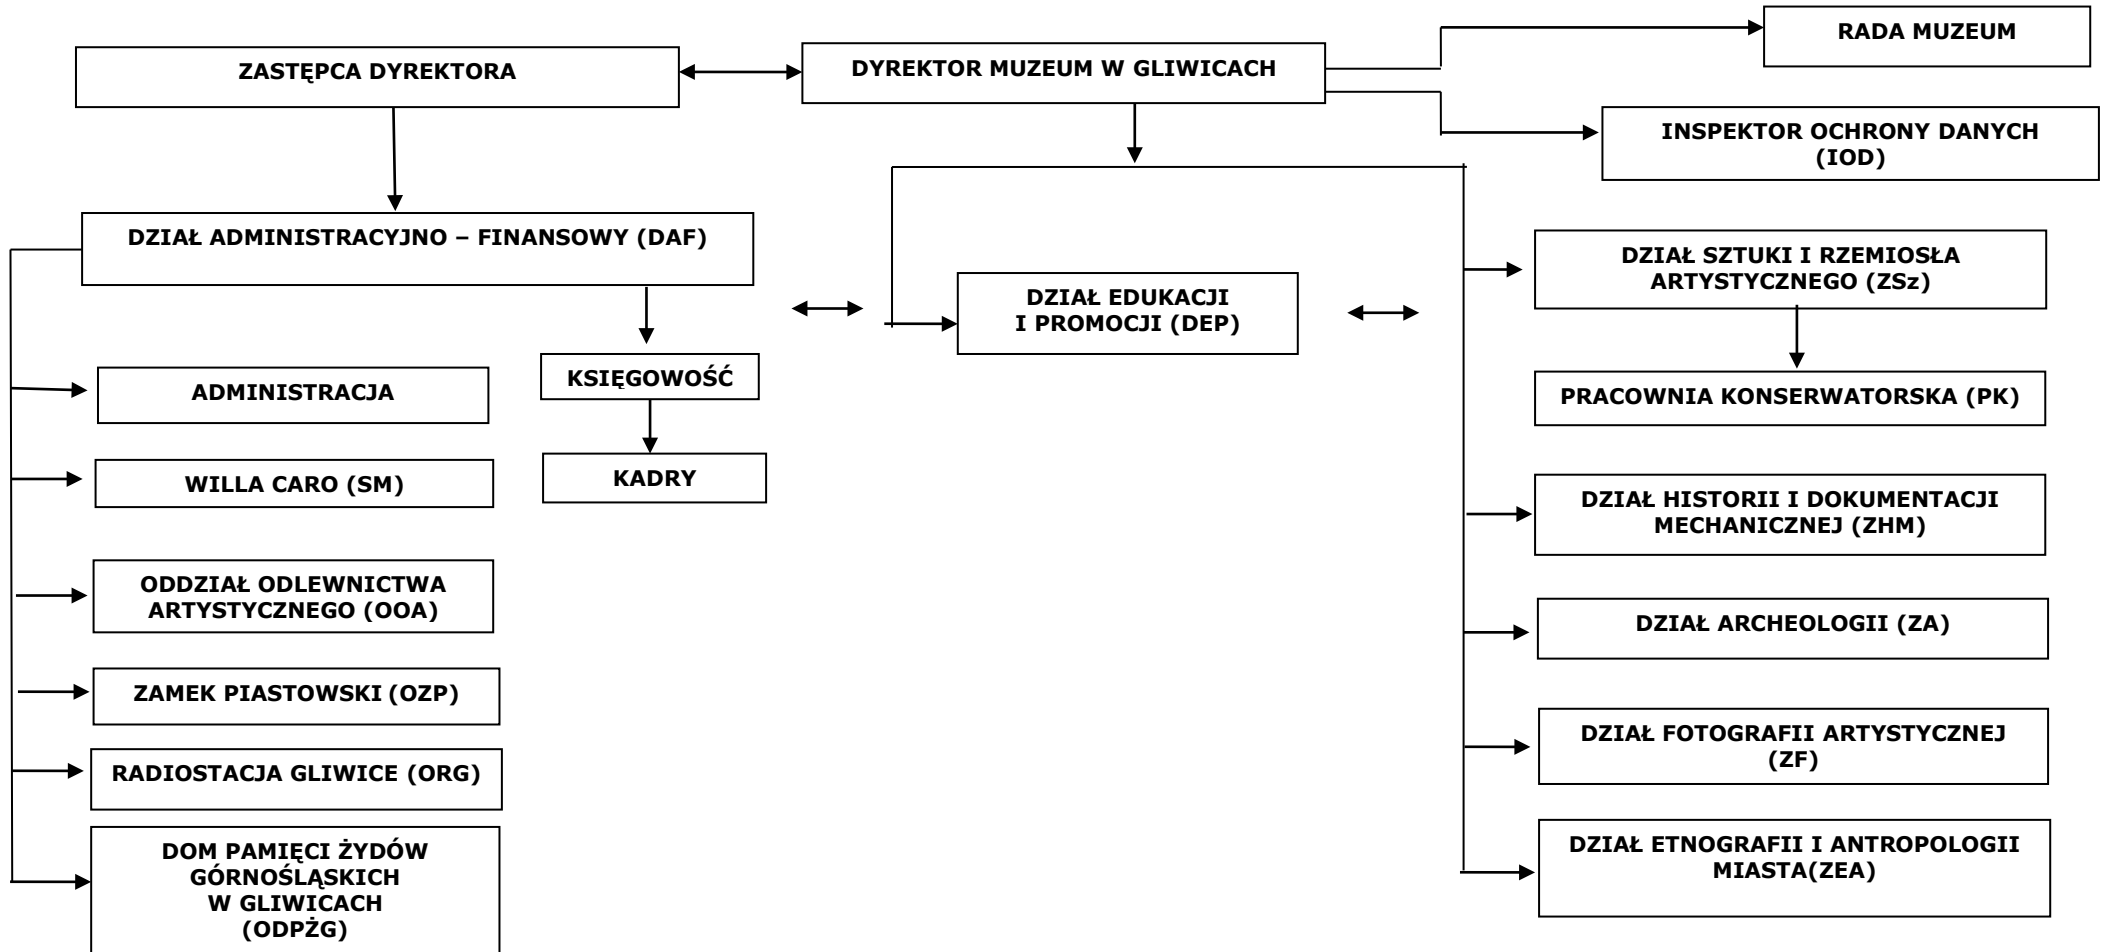 RADA MUZEUM
ZASTĘPCA DYREKTORA
DYREKTOR MUZEUM W GLIWICACH
INSPEKTOR OCHRONY DANYCH
(IOD)
DZIAŁ ADMINISTRACYJNO – FINANSOWY (DAF)
DZIAŁ EDUKACJI
I PROMOCJI (DEP)
DZIAŁ SZTUKI I RZEMIOSŁA
ARTYSTYCZNEGO (ZSz)
KSIĘGOWOŚĆ
KADRY
ADMINISTRACJA
WILLA CARO (SM)
ODDZIAŁ ODLEWNICTWA
ARTYSTYCZNEGO (OOA)
ZAMEK PIASTOWSKI (OZP)
RADIOSTACJA GLIWICE (ORG)
DOM PAMIĘCI ŻYDÓW
GÓRNOŚLĄSKICH
W GLIWICACH
(ODPŻG)
PRACOWNIA KONSERWATORSKA (PK)
DZIAŁ HISTORII I DOKUMENTACJI
MECHANICZNEJ (ZHM)
DZIAŁ ARCHEOLOGII (ZA)
DZIAŁ FOTOGRAFII ARTYSTYCZNEJ
(ZF)
DZIAŁ ETNOGRAFII I ANTROPOLOGII
MIASTA(ZEA)